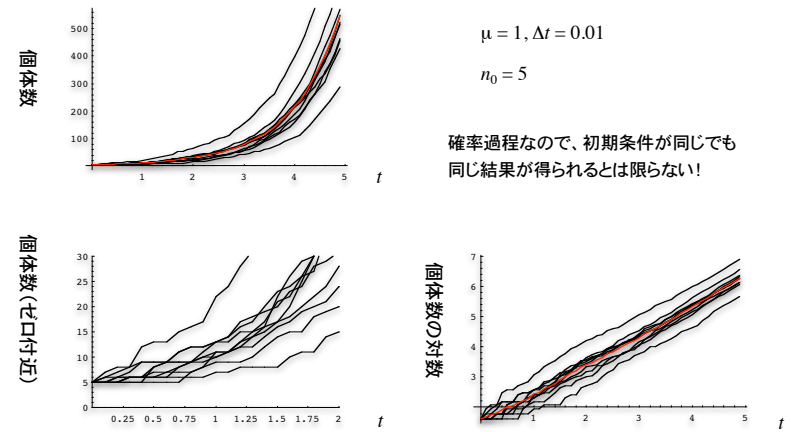 個体数
500
400
300
200
100
1 2 3 4 5 t
μ = 1, Δt = 0.01
n₀ = 5
確率過程なので、初期条件が同じでも
同じ結果が得られるとは限らない！
個体数（ゼロ付近）
30
25
20
15
10
5
0
0.25 0.5 0.75 1 1.25 1.5 1.75 2 t
個体数の対数
7
6
5
4
3
1 2 3 4 5 t